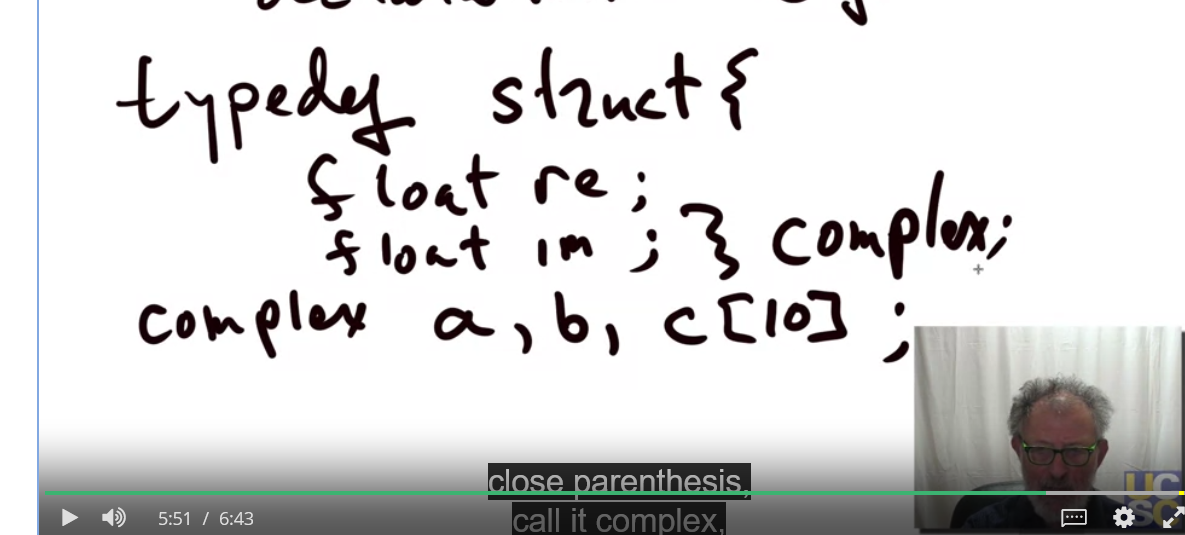 typedef struct{
float re;
float im; } complex;
complex a, b, c[10];
close parenthesis,
call it complex,
5:51 / 6:43
UC
SC